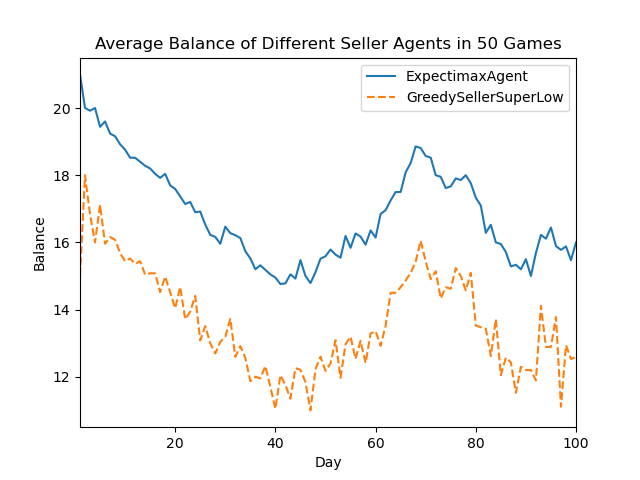 Average Balance of Different Seller Agents in 50 Games
ExpectimaxAgent
GreedySellerSuperLow
Balance
20
18
16
14
12
20
40
60
80
100
Day